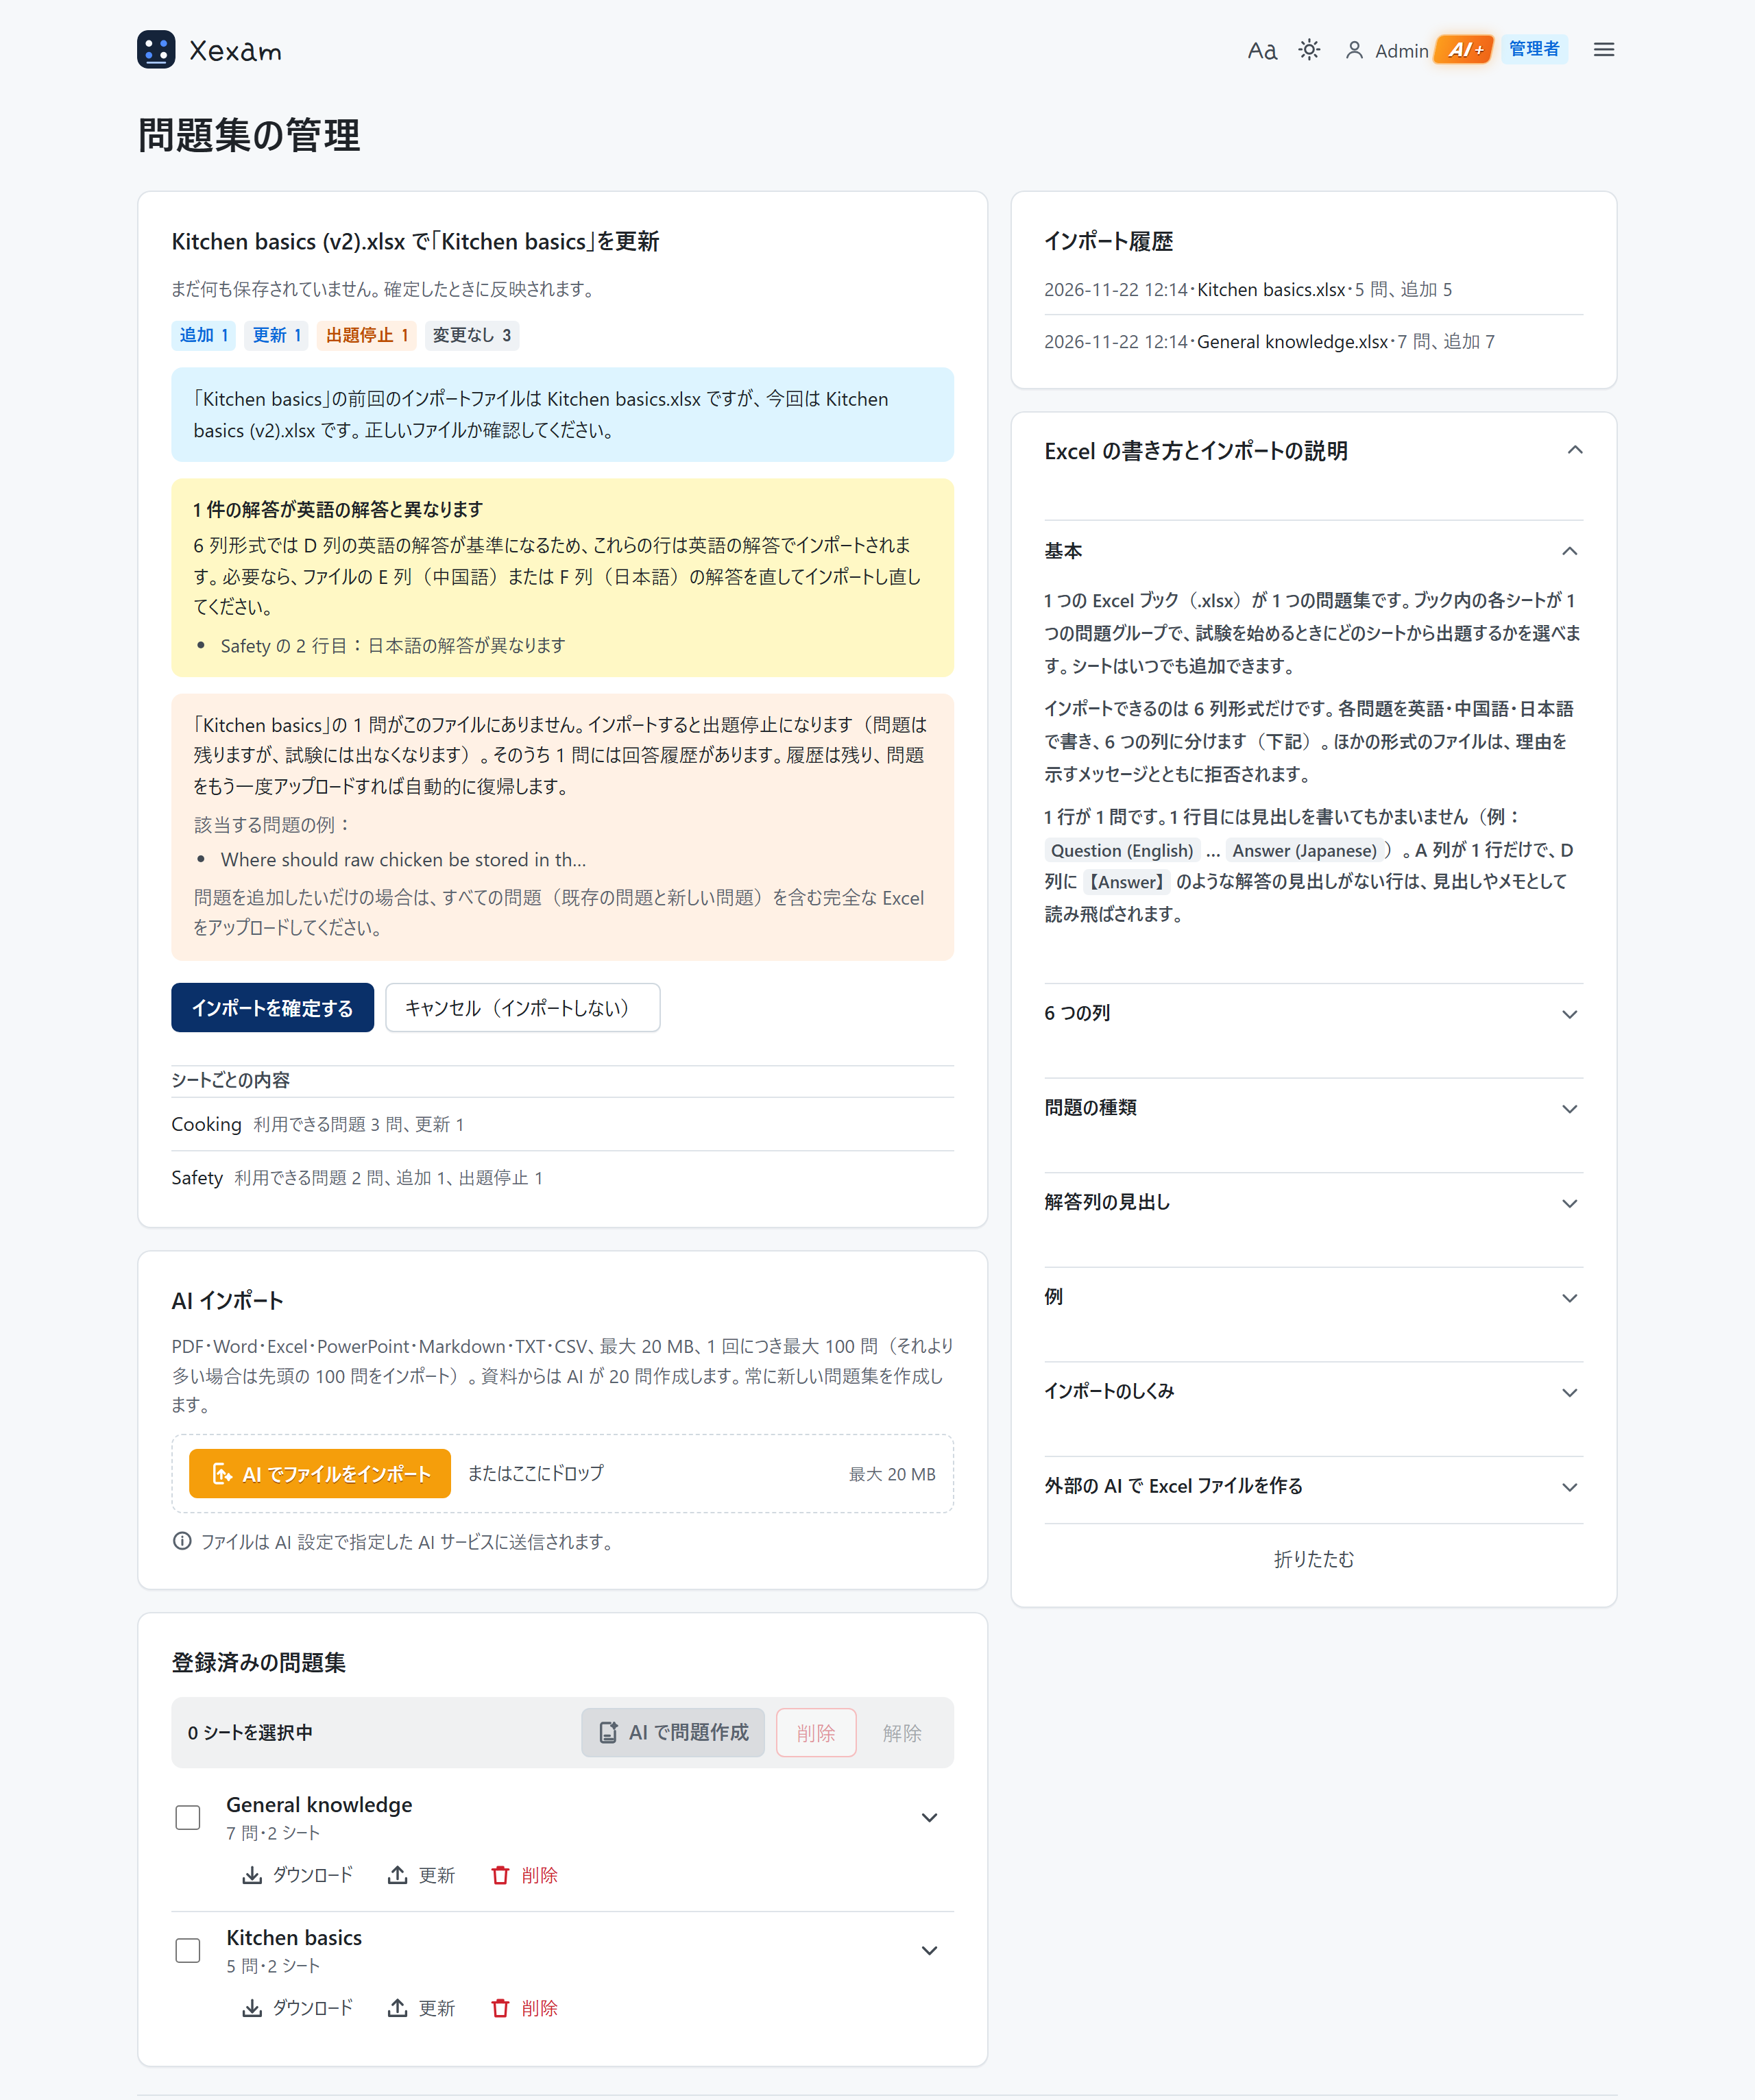 Xexam
Aa
Admin
AI+
管理者
問題集の管理
Kitchen basics (v2).xlsx で「Kitchen basics」を更新
まだ何も保存されていません。確定したときに反映されます。
追加 1
更新 1
出題停止 1
変更なし 3
「Kitchen basics」の前回のインポートファイルは Kitchen basics.xlsx ですが、今回は Kitchen
basics (v2).xlsx です。正しいファイルか確認してください。
1 件の解答が英語の解答と異なります
6 列形式では D 列の英語の解答が基準になるため、これらの行は英語の解答でインポートされま
す。必要なら、ファイルの E 列（中国語）または F 列（日本語）の解答を直してインポートし直し
てください。
• Safety の 2 行目：日本語の解答が異なります
「Kitchen basics」の 1 問がこのファイルにありません。インポートすると出題停止になります（問題は
残りますが、試験には出なくなります）。そのうち 1 問には回答履歴があります。履歴は残り、問題
をもう一度アップロードすれば自動的に復帰します。
該当する問題の例：
• Where should raw chicken be stored in th...
問題を追加したいだけの場合は、すべての問題（既存の問題と新しい問題）を含む完全な Excel
をアップロードしてください。
インポートを確定する
キャンセル（インポートしない）
シートごとの内容
Cooking 利用できる問題 3 問、更新 1
Safety 利用できる問題 2 問、追加 1、出題停止 1
AI インポート
PDF･Word･Excel･PowerPoint･Markdown･TXT･CSV、最大 20 MB、1 回につき最大 100 問（それより
多い場合は先頭の 100 問をインポート）。資料からは AI が 20 問作成します。常に新しい問題集を作成し
ます。
AI でファイルをインポート
またはここにドロップ
最大 20 MB
ファイルは AI 設定で指定した AI サービスに送信されます。
登録済みの問題集
0 シートを選択中
AI で問題作成
削除
解除
General knowledge
7 問･2 シート
ダウンロード
更新
削除
Kitchen basics
5 問･2 シート
ダウンロード
更新
削除
インポート履歴
2026-11-22 12:14･Kitchen basics.xlsx･5 問、追加 5
2026-11-22 12:14･General knowledge.xlsx･7 問、追加 7
Excel の書き方とインポートの説明
基本
1 つの Excel ブック（.xlsx）が 1 つの問題集です。ブック内の各シートが 1
つの問題グループで、試験を始めるときにどのシートから出題するかを選べま
す。シートはいつでも追加できます。
インポートできるのは 6 列形式だけです。各問題を英語･中国語･日本語
で書き、6 つの列に分けます（下記）。ほかの形式のファイルは、理由を
示すメッセージとともに拒否されます。
1 行が 1 問です。1 行目には見出しを書いてもかまいません（例：
Question (English) … Answer (Japanese)）。A 列が 1 行だけで、D
列に 【Answer】 のような解答の見出しがない行は、見出しやメモとして
読み飛ばされます。
6 つの列
問題の種類
解答列の見出し
例
インポートのしくみ
外部の AI で Excel ファイルを作る
折りたたむ